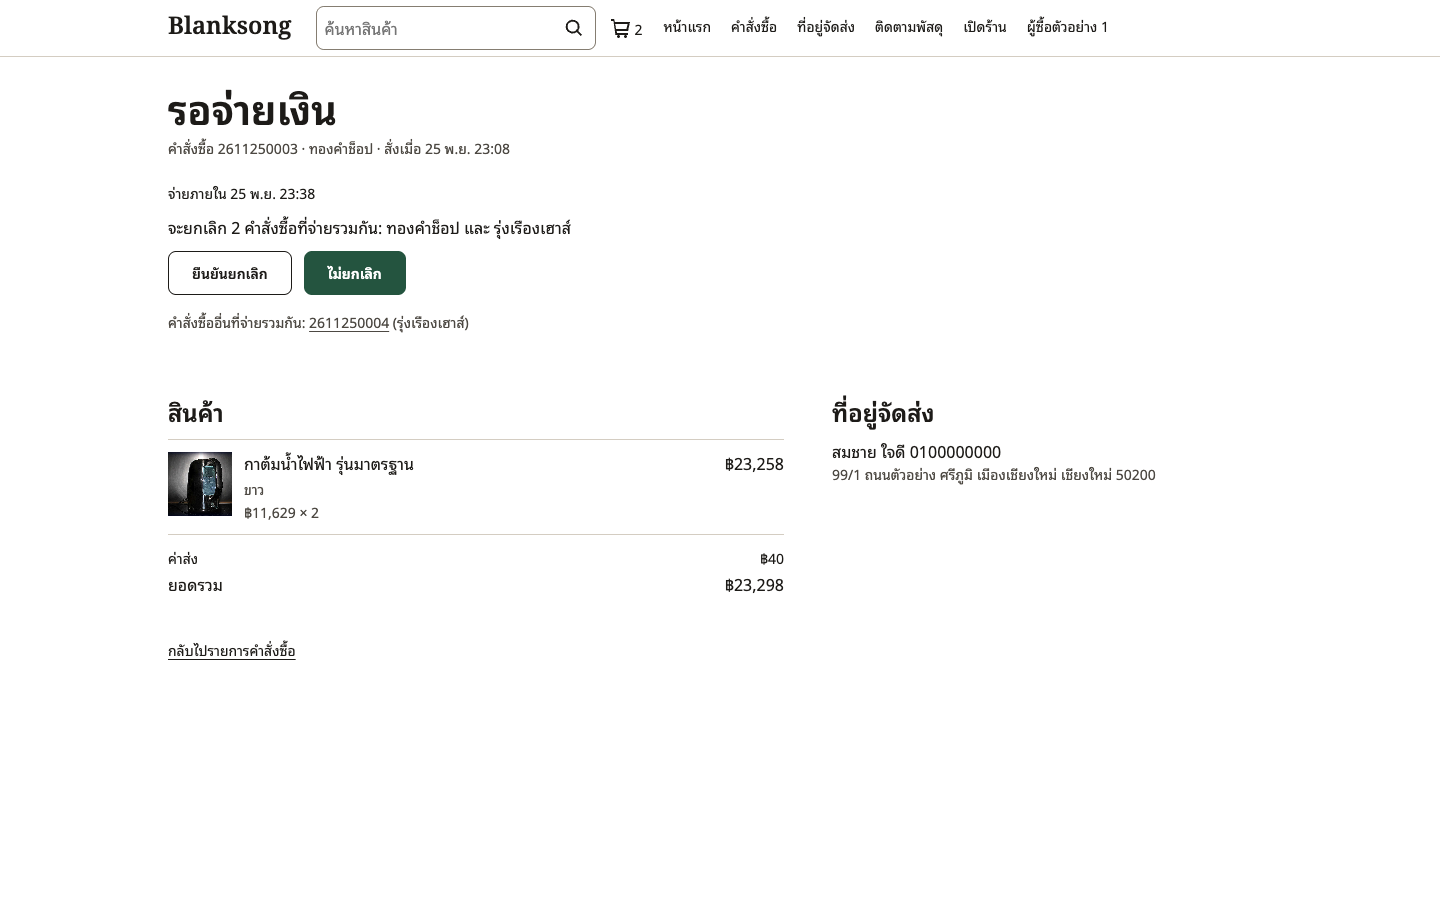 Blanksong
ค้นหาสินค้า
2
หน้าแรก
คำสั่งซื้อ
ที่อยู่จัดส่ง
ติดตามพัสดุ
เปิดร้าน
ผู้ซื้อตัวอย่าง 1
รอจ่ายเงิน
คำสั่งซื้อ 2611250003 · ทองคำช็อป · สั่งเมื่อ 25 พ.ย. 23:08
จ่ายภายใน 25 พ.ย. 23:38
จะยกเลิก 2 คำสั่งซื้อที่จ่ายรวมกัน: ทองคำช็อป และ รุ่งเรืองเฮาส์
ยืนยันยกเลิก
ไม่ยกเลิก
คำสั่งซื้ออื่นที่จ่ายรวมกัน: 2611250004 (รุ่งเรืองเฮาส์)
สินค้า
กาต้มน้ำไฟฟ้า รุ่นมาตรฐาน
฿23,258
ขาว
฿11,629 × 2
ค่าส่ง
฿40
ยอดรวม
฿23,298
ที่อยู่จัดส่ง
สมชาย ใจดี 0100000000
99/1 ถนนตัวอย่าง ศรีภูมิ เมืองเชียงใหม่ เชียงใหม่ 50200
กลับไปรายการคำสั่งซื้อ